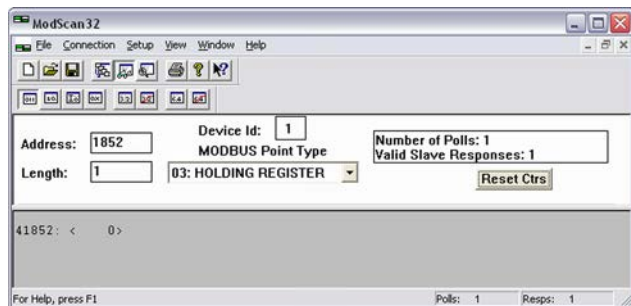 ModScan32
File Connection Setup View Window Help
Address: 1852
Device Id: 1
MODBUS Point Type
Length: 1
03: HOLDING REGISTER
Number of Polls: 1
Valid Slave Responses: 1
Reset Ctrs
41852: < 0>
For Help, press F1
Polls: 1
Resps: 1